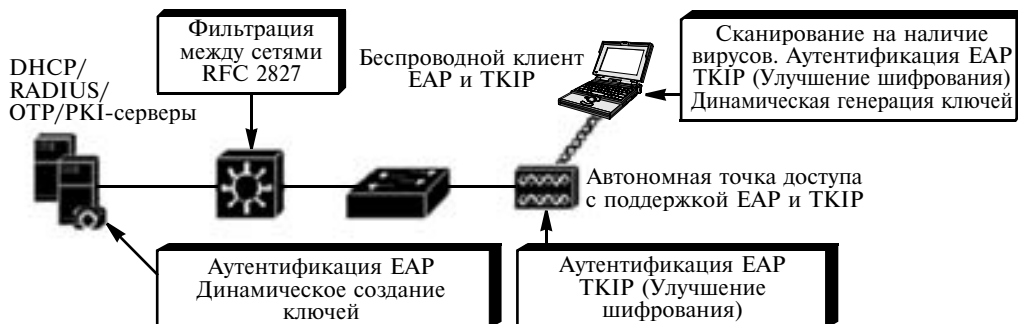 Фильтрация
между сетями
RFC 2827
Беспроводной клиент
EAP и TKIP
Сканирование на наличие
вирусов. Аутентификация EAP
TKIP (Улучшение шифрования)
Динамическая генерация ключей
DHCP/
RADIUS/
OTP/PKI-серверы
Автономная точка доступа
с поддержкой EAP и TKIP
Аутентификация EAP
Динамическое создание
ключей
Аутентификация EAP
TKIP (Улучшение
шифрования)